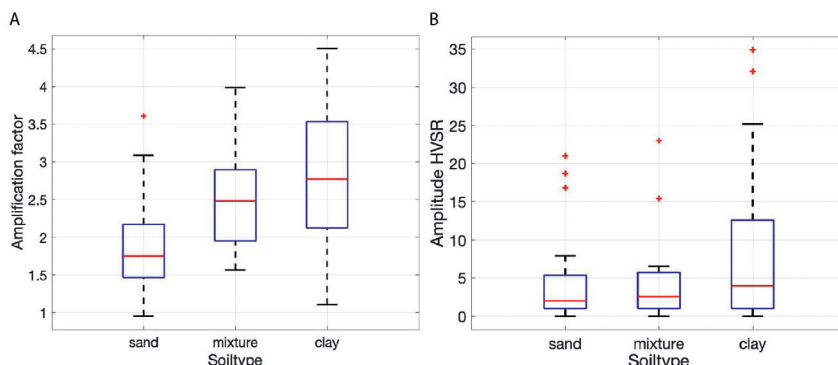 A
Amplification factor
4.5
4
3.5
3
2.5
2
1.5
1
sand mixture clay
Soiltype
B
Amplitude HVSR
35
30
25
20
15
10
5
0
sand mixture clay
Soiltype